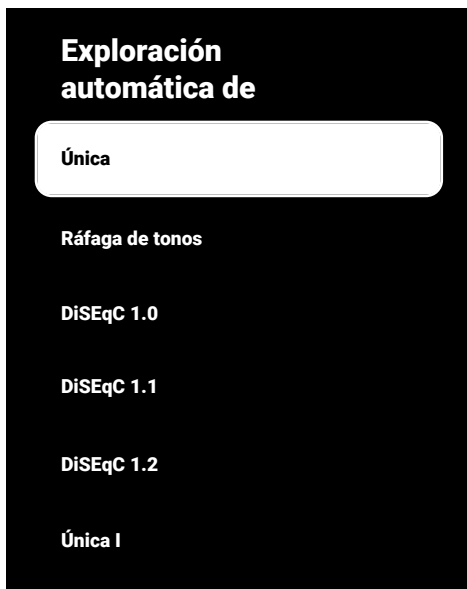 Exploración
automática de
Única
Ráfaga de tonos
DiSEqC 1.0
DiSEqC 1.1
DiSEqC 1.2
Única I